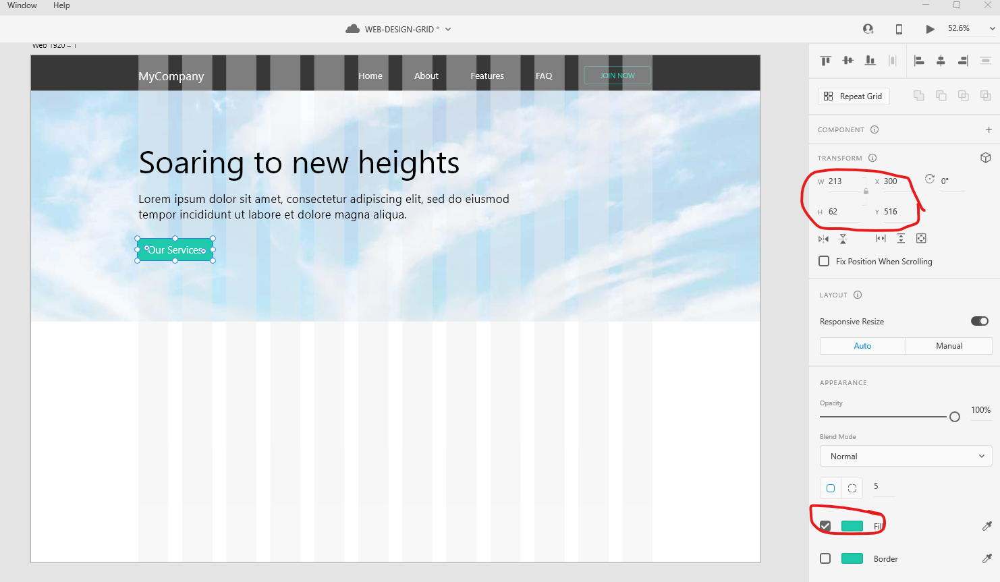 Window Help
WEB-DESIGN-GRID *
52.6%
Web 1920 – 1
MyCompany Home About Features FAQ JOIN NOW
Soaring to new heights
Lorem ipsum dolor sit amet, consectetur adipiscing elit, sed do eiusmod
tempor incididunt ut labore et dolore magna aliqua.
Our Services
Repeat Grid
COMPONENT
TRANSFORM
W 213 X 300 0°
H 62 Y 516
Fix Position When Scrolling
LAYOUT
Responsive Resize
Auto Manual
APPEARANCE
Opacity
100%
Blend Mode
Normal
5
Fill
Border